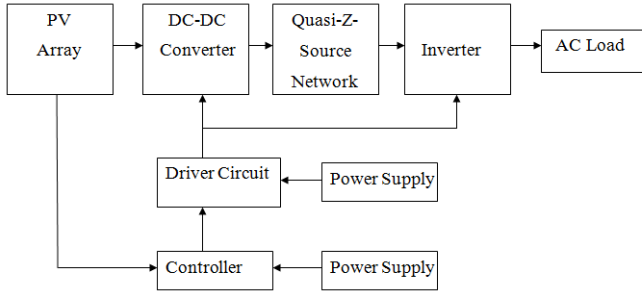 PV
Array
DC-DC
Converter
Quasi-Z-
Source
Network
Inverter
AC Load
Driver Circuit
Power Supply
Controller
Power Supply